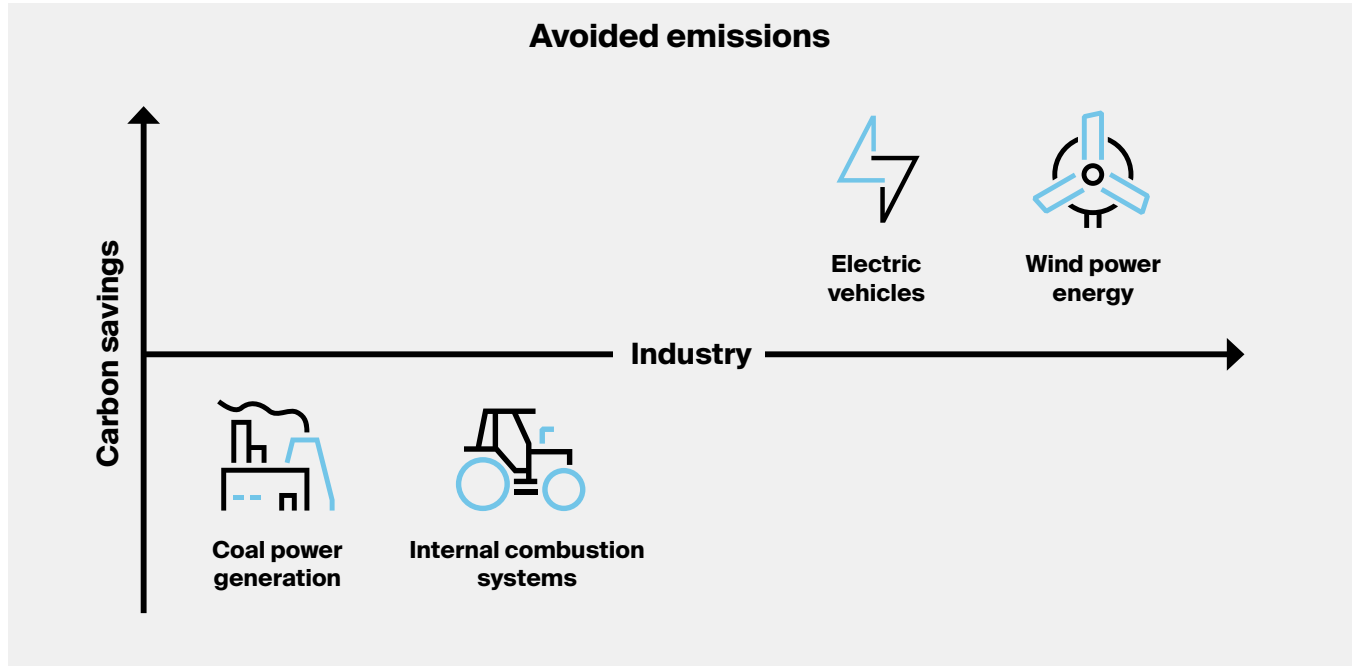 Avoided emissions
Carbon savings
Electric
vehicles
Wind power
energy
Industry
Coal power
generation
Internal combustion
systems